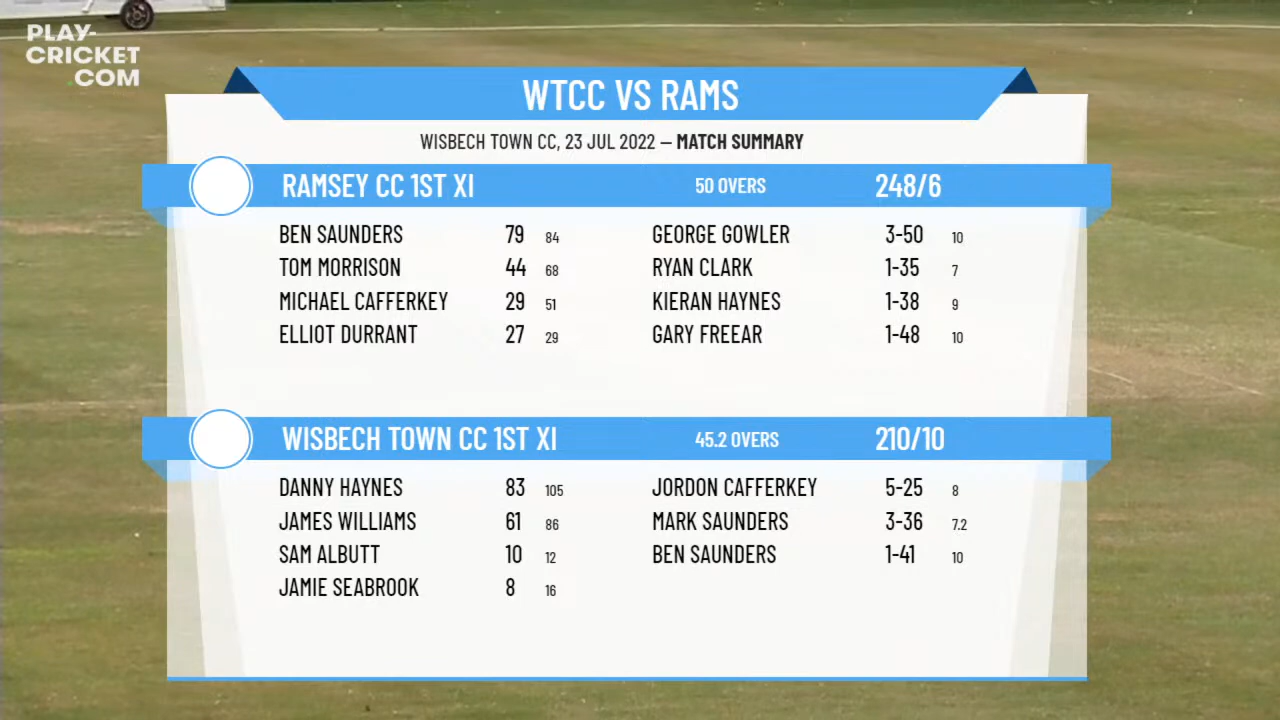 PLAY-
CRICKET
.COM
WTCC VS RAMS
WISBECH TOWN CC, 23 JUL 2022 – MATCH SUMMARY
RAMSEY CC 1ST XI 50 OVERS 248/6
BEN SAUNDERS 79 84 GEORGE GOWLER 3-50 10
TOM MORRISON 44 68 RYAN CLARK 1-35 7
MICHAEL CAFFERKEY 29 51 KIERAN HAYNES 1-38 9
ELLIOT DURRANT 27 29 GARY FREEAR 1-48 10
WISBECH TOWN CC 1ST XI 45.2 OVERS 210/10
DANNY HAYNES 83 105 JORDON CAFFERKEY 5-25 8
JAMES WILLIAMS 61 86 MARK SAUNDERS 3-36 7.2
SAM ALBUTT 10 12 BEN SAUNDERS 1-41 10
JAMIE SEABROOK 8 16